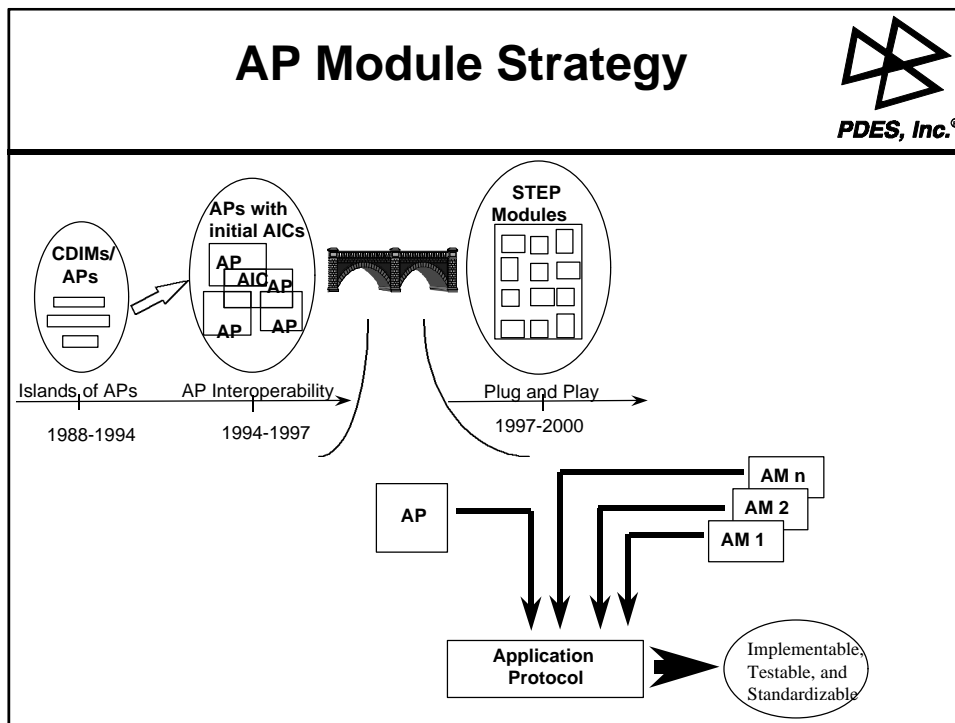 AP Module Strategy
PDES, Inc.®
CDIMs/
APs
APs with
initial AICs
AP
AIC
AP
AP
AP
STEP
Modules
Islands of APs
AP Interoperability
Plug and Play
1988-1994
1994-1997
1997-2000
AP
AM n
AM 2
AM 1
Application
Protocol
Implementable,
Testable, and
Standardizable